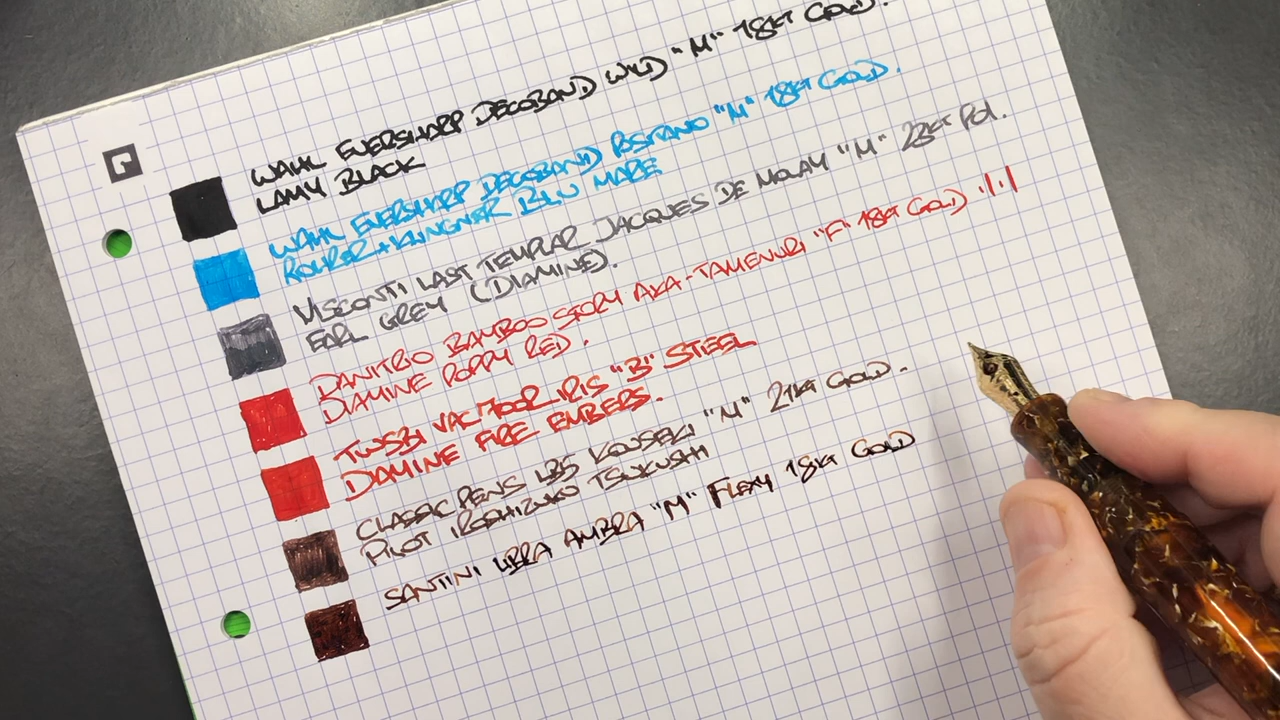 WAHL EVERSHARP DECOBAND WILD "M" 18KT GOLD.
LAMY BLACK
WAHL EVERSHARP DECOBAND POSITANO "M" 18KT GOLD.
ROHRER+KLINGNER BLU MARE
VISCONTI LAST TEMPLAR JACQUES DE MOLAY "M" 23KT Pd.
EARL GREY (DIAMINE).
DANITRIO BAMBOO STORY AKA-TAMENURI "F" 18KT GOLD
DIAMINE POPPY RED.
TWSBI VAC700R IRIS "B" STEEL
DIAMINE FIRE EMBERS.
CLASSIC PENS LB5 KOUSEKI "M" 21KT GOLD.
PILOT IROSHIZUKU TSUKUSHI
SANTINI LIBRA AMBRA "M" FLEXY 18KT GOLD